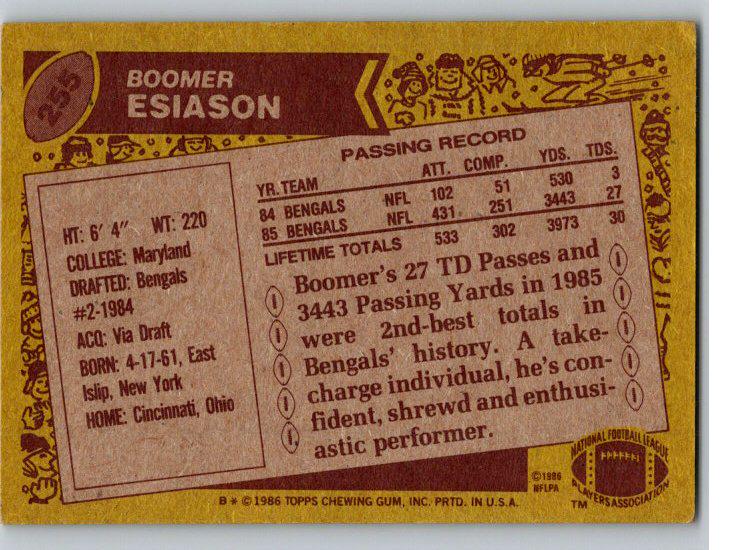 255
BOOMER
ESIASON
HT: 6' 4" WT: 220
COLLEGE: Maryland
DRAFTED: Bengals
#2-1984
ACQ: Via Draft
BORN: 4-17-61, East
Islip, New York
HOME: Cincinnati, Ohio
PASSING RECORD
YR. TEAM ATT. COMP. YDS. TDS.
84 BENGALS NFL 102 51 530 3
85 BENGALS NFL 431 251 3443 27
LIFETIME TOTALS 533 302 3973 30
Boomer's 27 TD Passes and
3443 Passing Yards in 1985
were 2nd-best totals in
Bengals' history. A take-
charge individual, he's con-
fident, shrewd and enthusi-
astic performer.
©1986
NFLPA
NATIONAL FOOTBALL LEAGUE
PLAYERS ASSOCIATION
TM
B * © 1986 TOPPS CHEWING GUM, INC. PRTD. IN U.S.A.